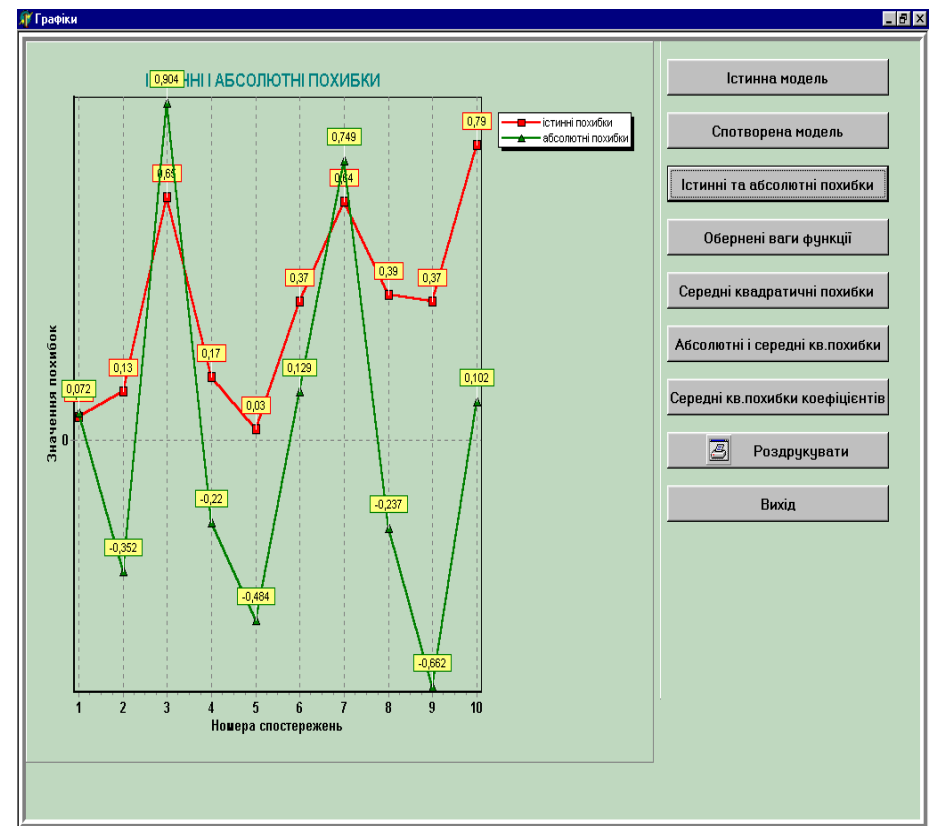 Графіки
ІСТИННІ І АБСОЛЮТНІ ПОХИБКИ
0,904
0,79
істинні похибки
абсолютні похибки
0,749
0,65
0,64
0,37
0,39
0,37
0,17
0,13
0,129
0,102
0,072
0,03
Значення похибок
0
-0,22
-0,237
-0,352
-0,484
-0,662
1 2 3 4 5 6 7 8 9 10
Номера спостережень
Істинна модель
Спотворена модель
Істинні та абсолютні похибки
Обернені ваги функції
Середні квадратичні похибки
Абсолютні і середні кв.похибки
Середні кв.похибки коефіцієнтів
Роздрукувати
Вихід